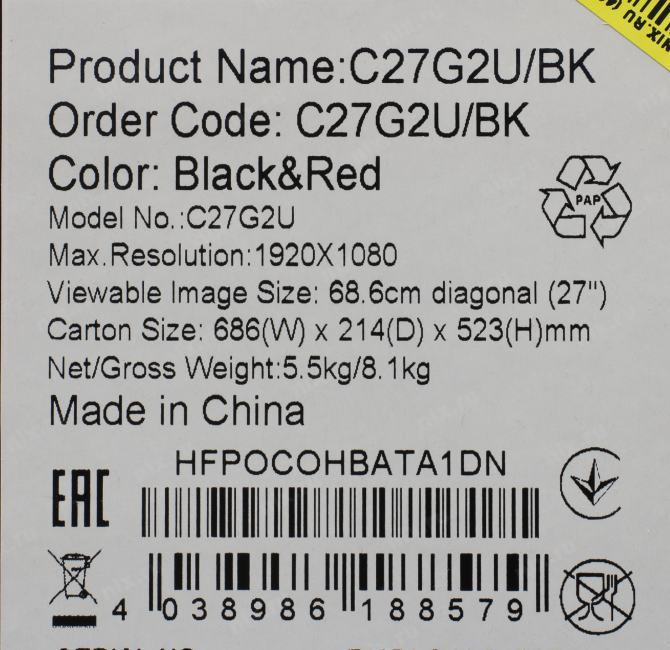 Product Name:C27G2U/BK
Order Code: C27G2U/BK
Color: Black&Red
PAP
Model No.:C27G2U
Max.Resolution:1920X1080
Viewable Image Size: 68.6cm diagonal (27")
Carton Size: 686(W) x 214(D) x 523(H)mm
Net/Gross Weight:5.5kg/8.1kg
Made in China
HFPOCOHBATA1DN
EAC
4 038986 188579